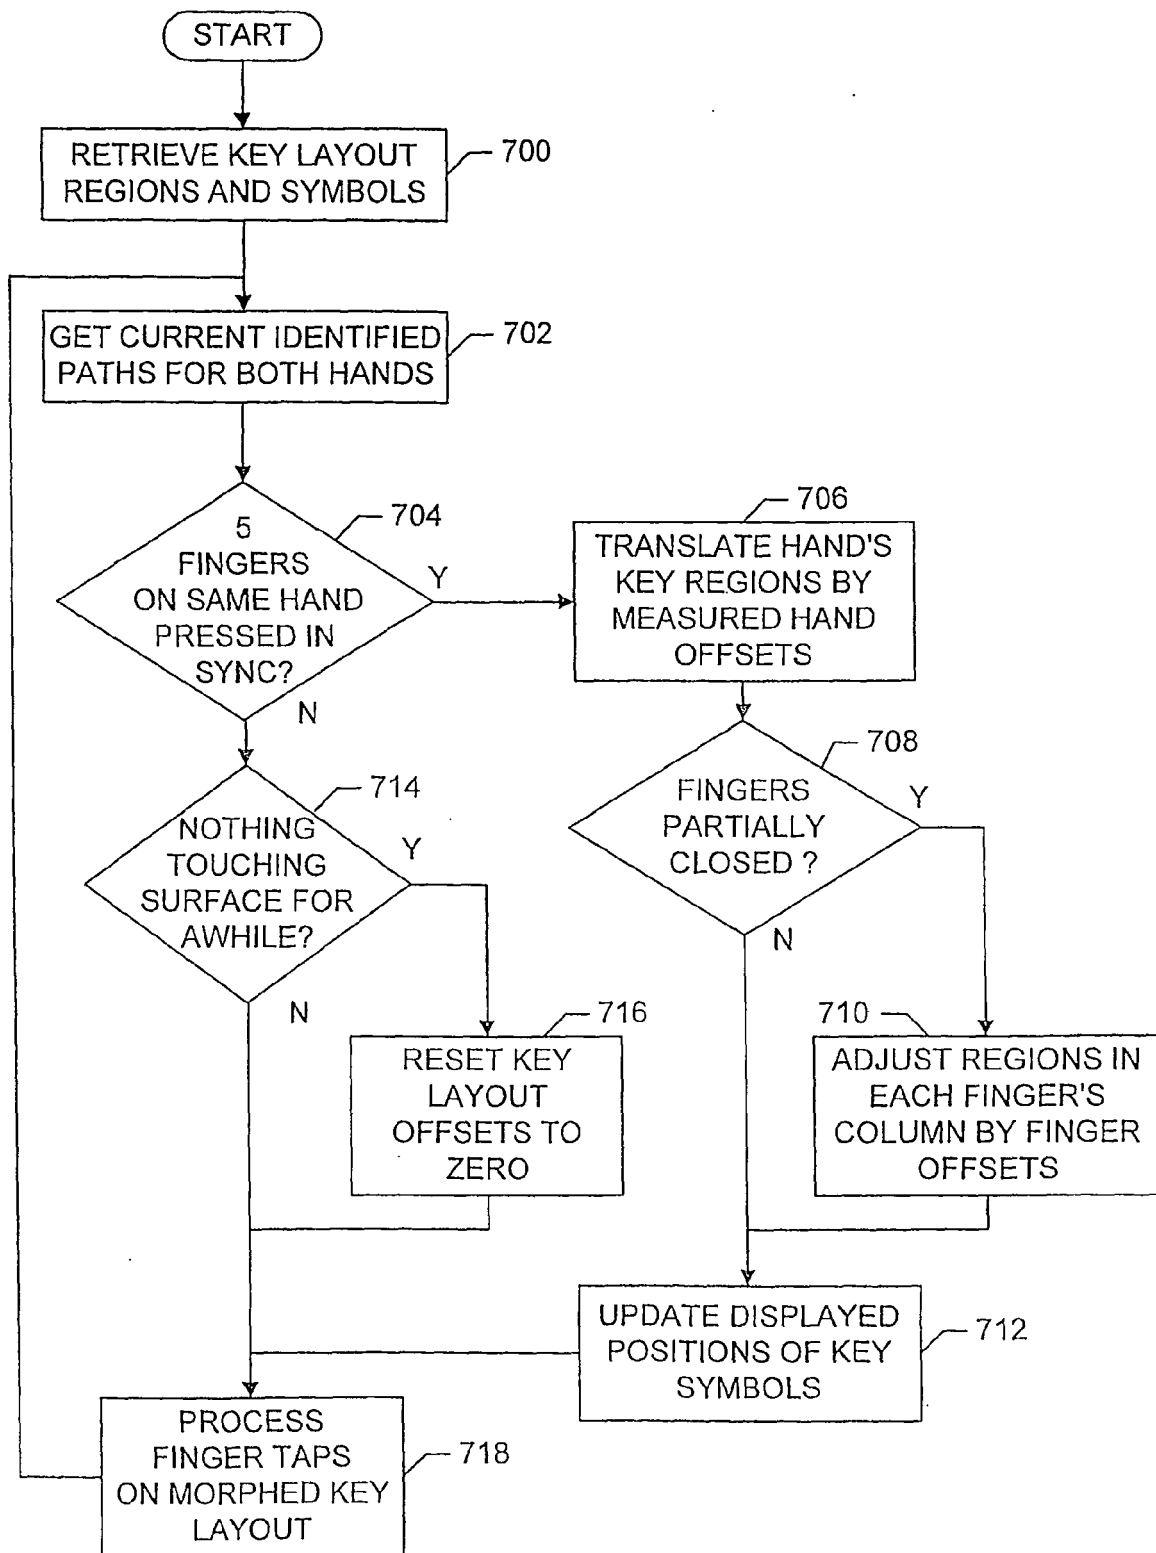 START
RETRIEVE KEY LAYOUT
REGIONS AND SYMBOLS
700
GET CURRENT IDENTIFIED
PATHS FOR BOTH HANDS
702
5
FINGERS
ON SAME HAND
PRESSED IN
SYNC?
704
Y
N
706
TRANSLATE HAND'S
KEY REGIONS BY
MEASURED HAND
OFFSETS
708
FINGERS
PARTIALLY
CLOSED ?
Y
N
714
NOTHING
TOUCHING
SURFACE FOR
AWHILE?
Y
N
716
RESET KEY
LAYOUT
OFFSETS TO
ZERO
710
ADJUST REGIONS IN
EACH FINGER'S
COLUMN BY FINGER
OFFSETS
UPDATE DISPLAYED
POSITIONS OF KEY
SYMBOLS
712
PROCESS
FINGER TAPS
ON MORPHED KEY
LAYOUT
718